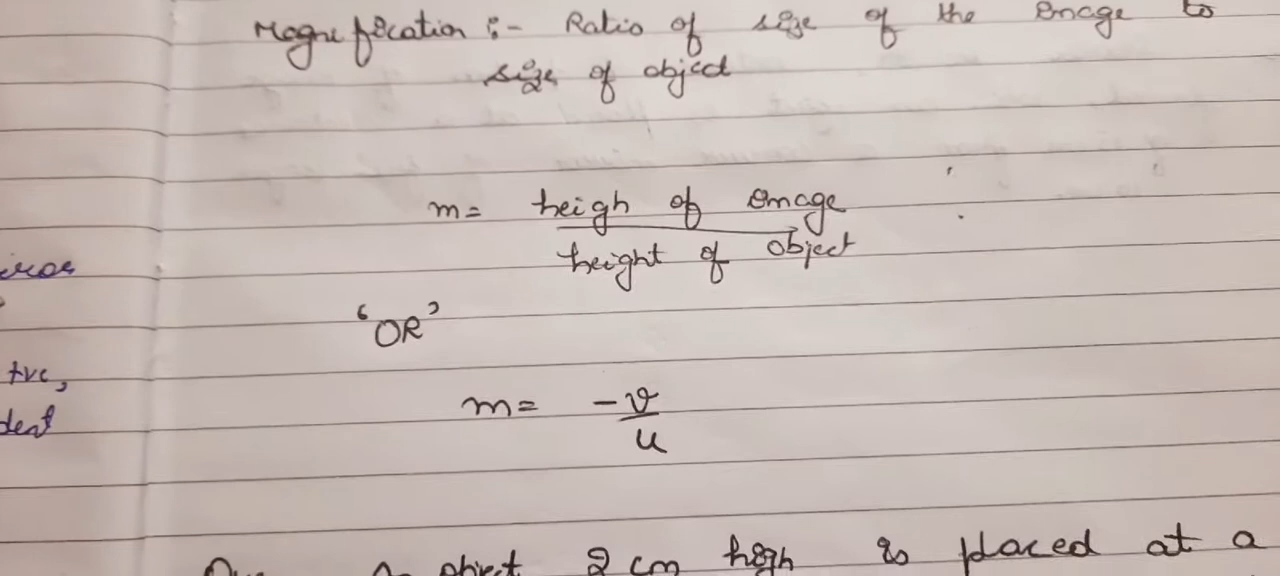 Magnification :- Ratio of size of the image to
size of object
m= heigh of image
height of object
'OR'
tve,
m= -v
u
object 2 cm high is placed at a